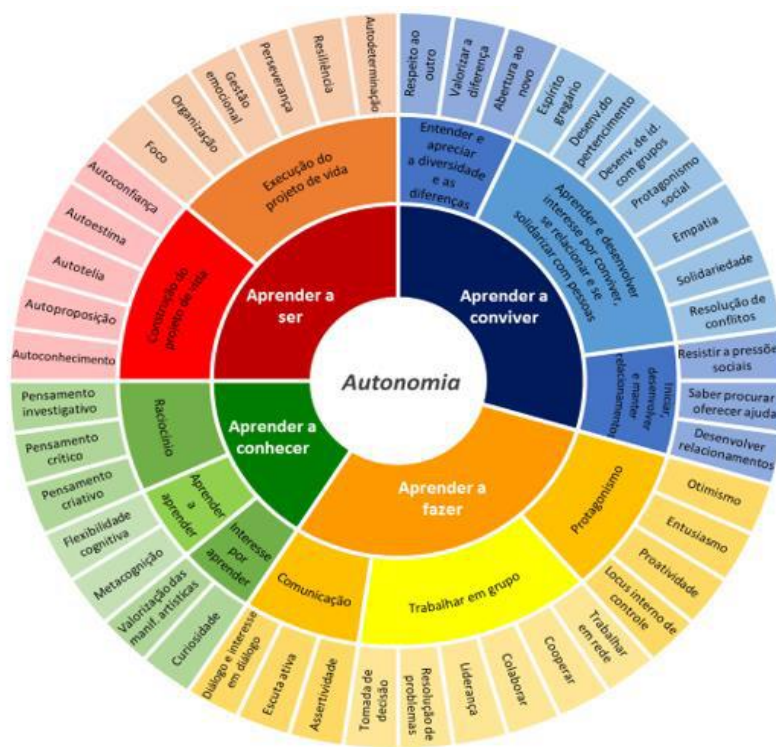 Autonomia
Aprender a
ser
Aprender a
conviver
Aprender a
fazer
Aprender a
conhecer
Construção do
projeto de vida
Execução do
projeto de vida
Entender e
apreciar
a diversidade
e as
diferenças
Aprender e desenvolver
interesse por conviver,
se relacionar e se
solidarizar com pessoas
Iniciar,
desenvolver
e manter
relacionamentos
Protagonismo
Trabalhar em grupo
Comunicação
Interesse
por
aprender
Aprender
a
aprender
Raciocínio
Autoconhecimento
Autoproposição
Autotelia
Autoestima
Autoconfiança
Foco
Organização
Gestão
emocional
Perseverança
Resiliência
Autodeterminação
Respeito ao
outro
Valorizar a
diferença
Abertura ao
novo
Espírito
gregário
Desenv.do
pertencimento
Desenv. de id.
com grupos
Protagonismo
social
Empatia
Solidariedade
Resolução de
conflitos
Resistir a pressões
sociais
Saber procurar
oferecer ajuda
Desenvolver
relacionamentos
Otimismo
Entusiasmo
Proatividade
Locus interno de
controle
Trabalhar
em rede
Cooperar
Colaborar
Liderança
Resolução de
problemas
Tomada de
decisão
Assertividade
Escuta ativa
Diálogo e interesse
em diálogo
Curiosidade
Valorização das
manif. artísticas
Metacognição
Flexibilidade
cognitiva
Pensamento
criativo
Pensamento
crítico
Pensamento
investigativo